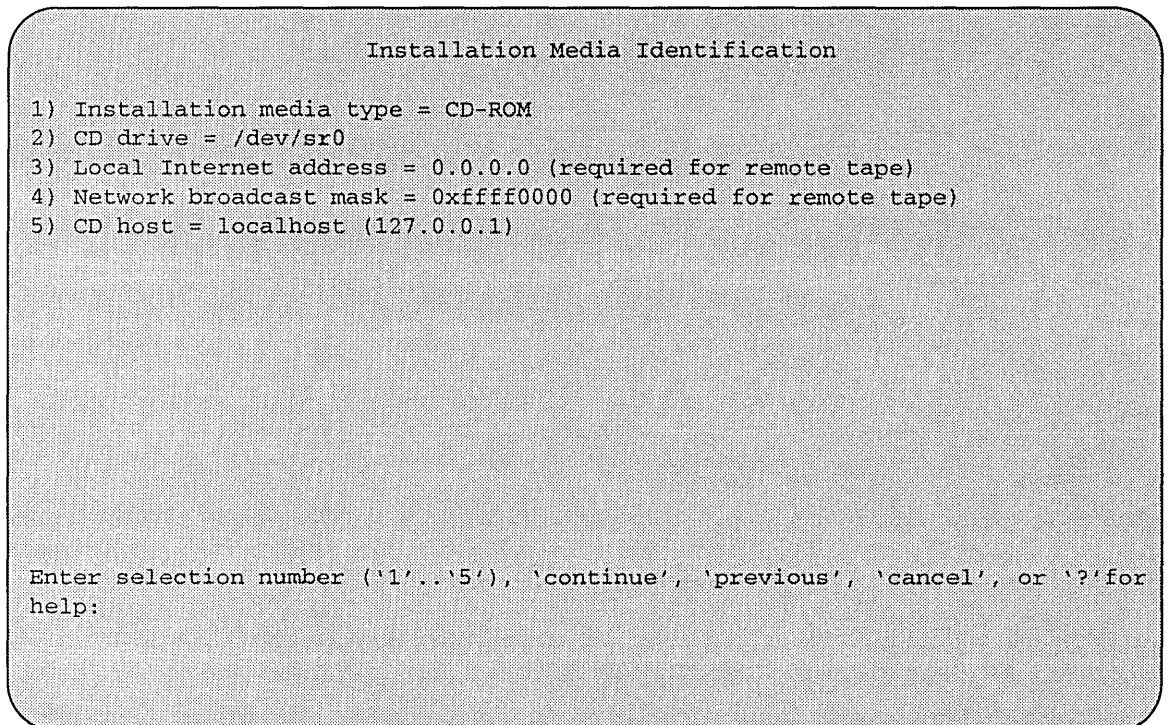 Installation Media Identification
1) Installation media type = CD-ROM
2) CD drive = /dev/sr0
3) Local Internet address = 0.0.0.0 (required for remote tape)
4) Network broadcast mask = 0xffff0000 (required for remote tape)
5) CD host = localhost (127.0.0.1)
Enter selection number (‘1’..‘5’), ‘continue’, ‘previous’, ‘cancel’, or ‘?’for
help: